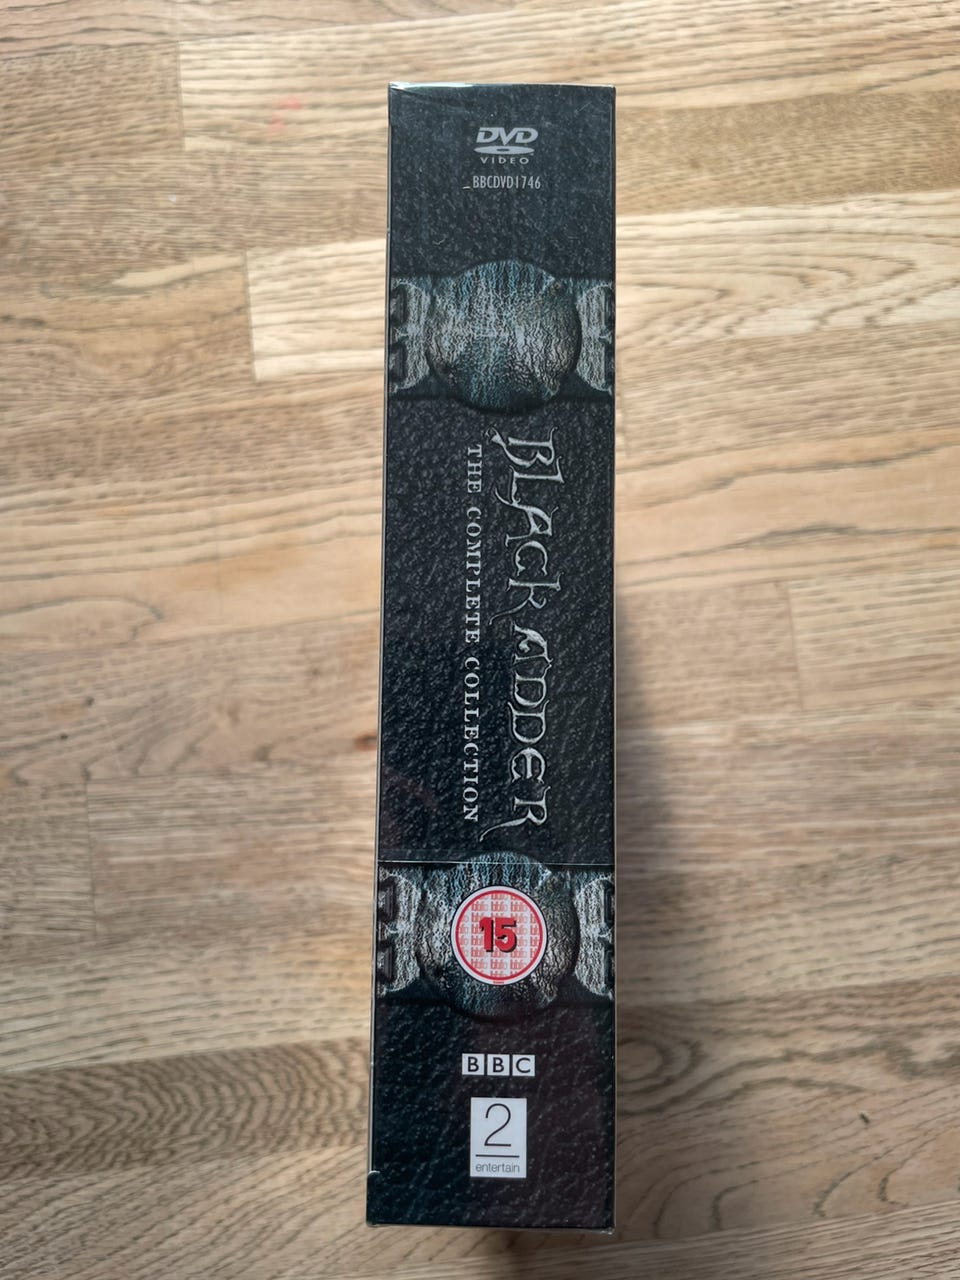 DVD
VIDEO
BBCDVD1746
BLACKADDER
THE COMPLETE COLLECTION
15
BBC
2
entertain